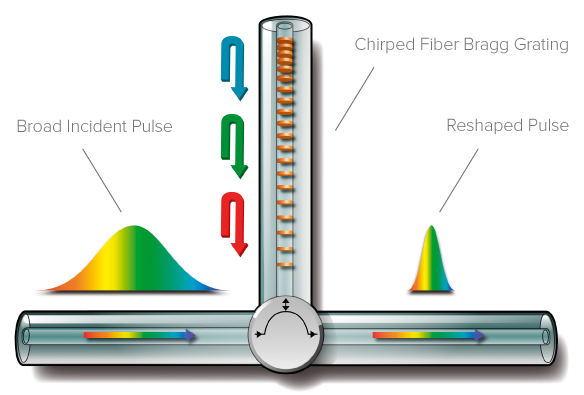 Chirped Fiber Bragg Grating
Broad Incident Pulse
Reshaped Pulse